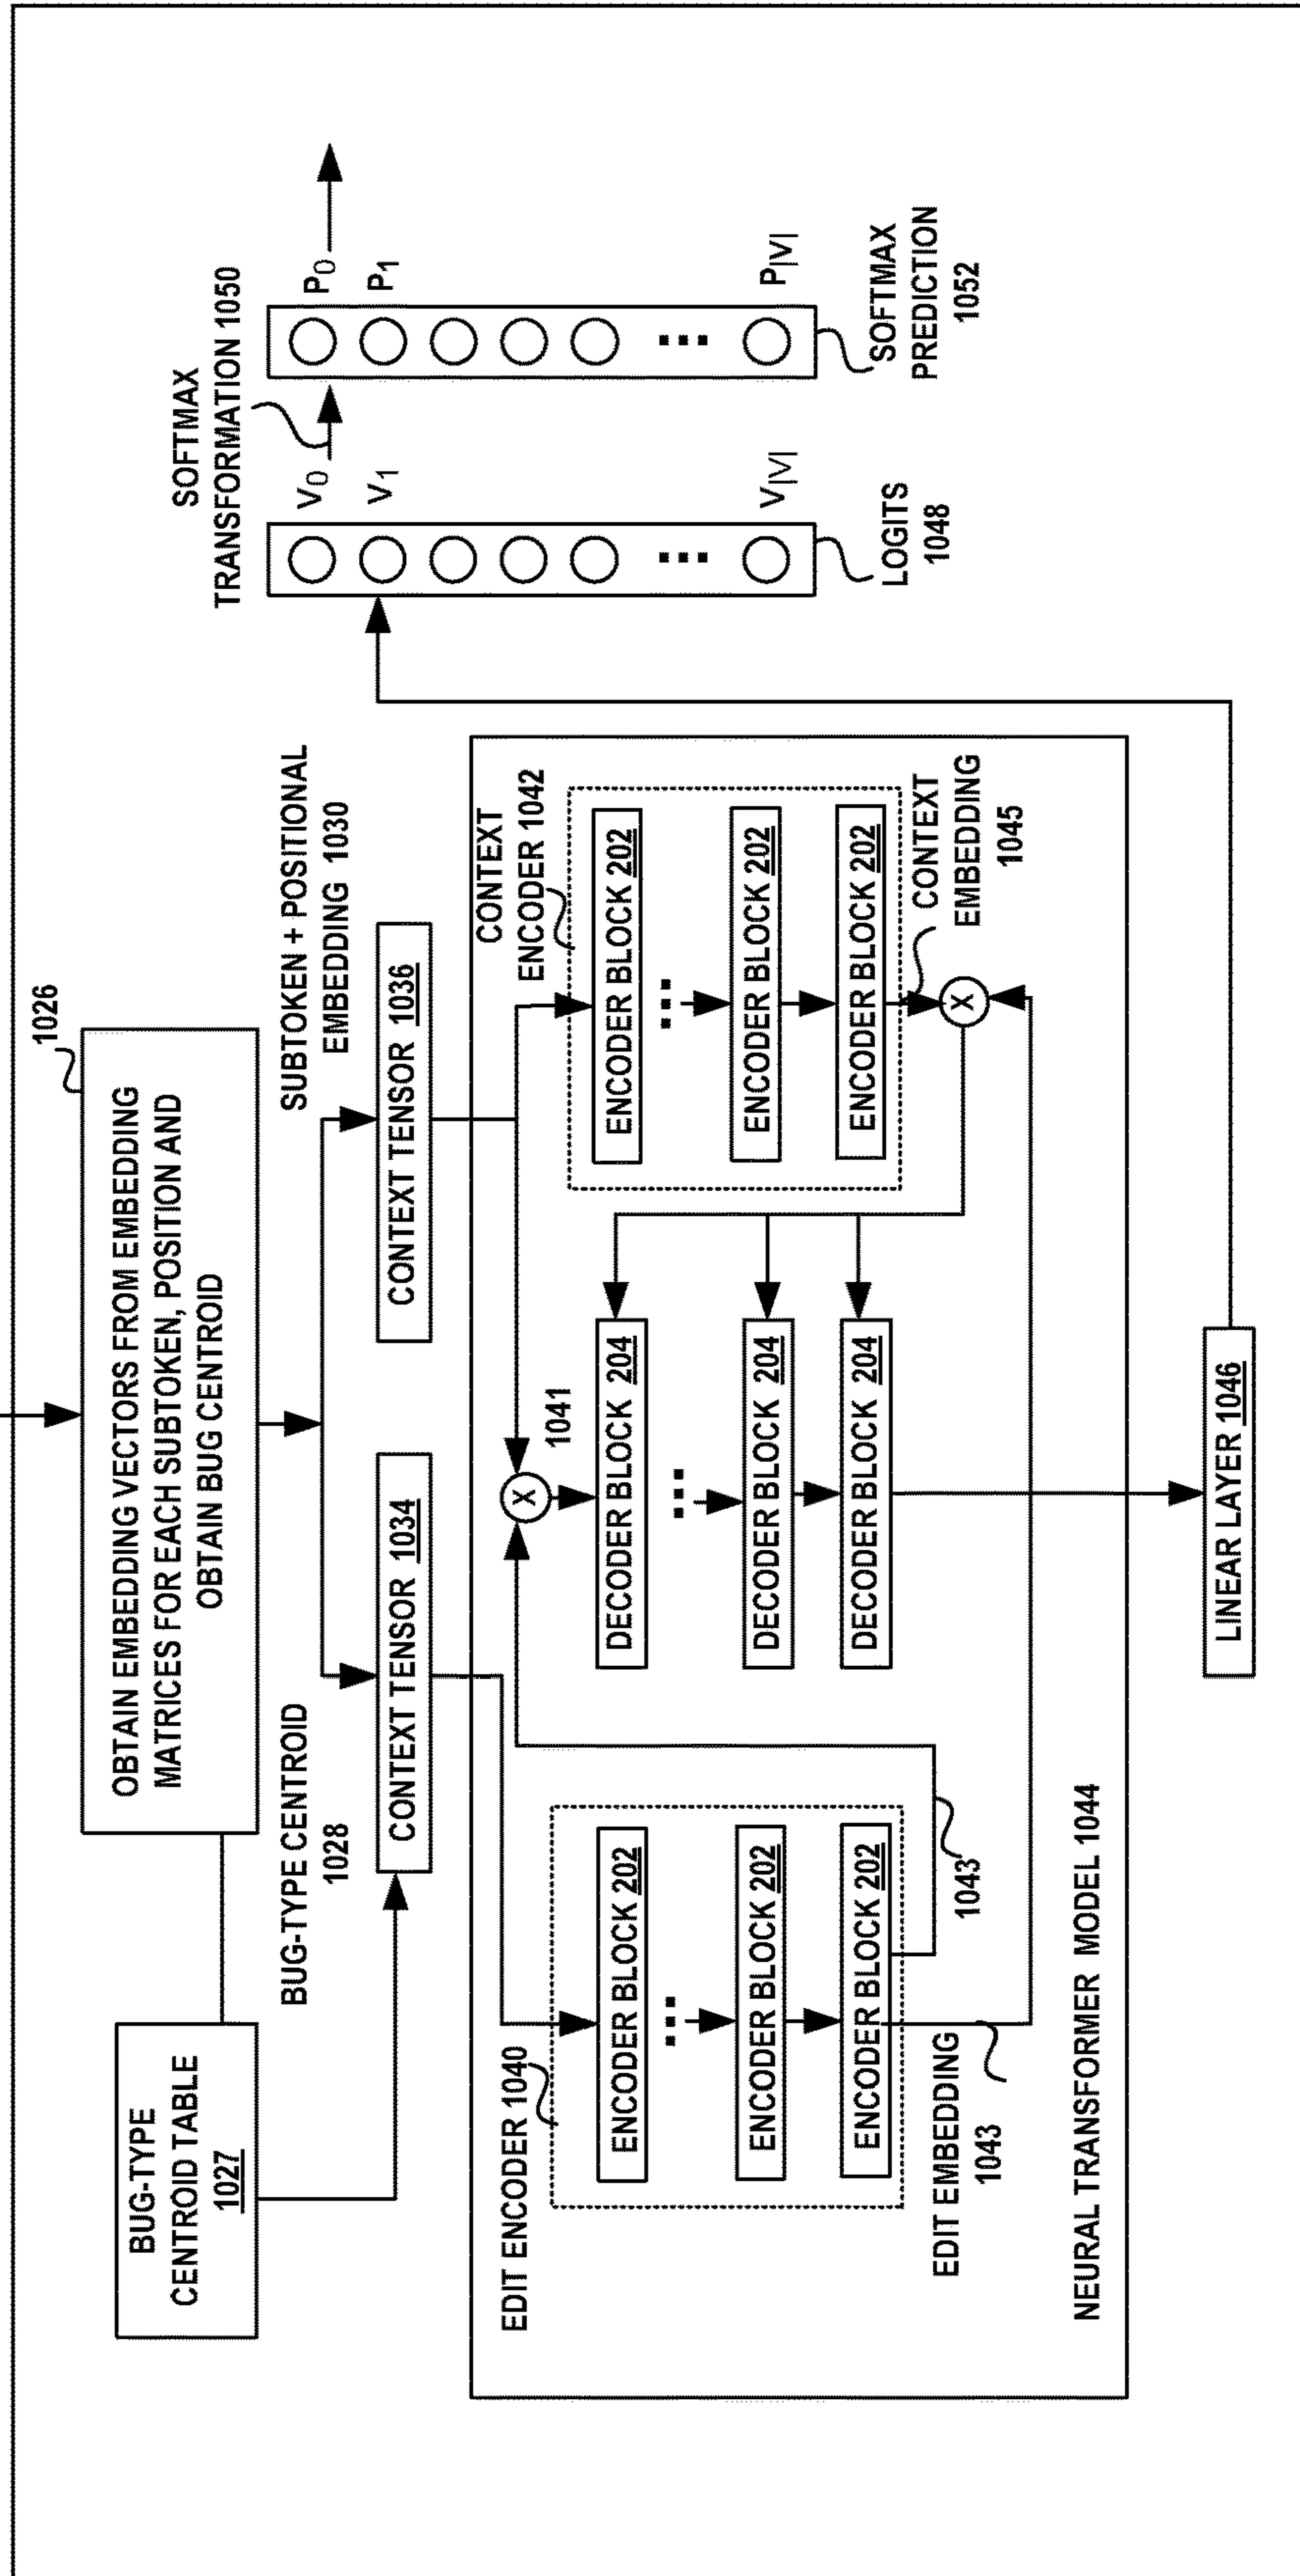 1026
OBTAIN EMBEDDING VECTORS FROM EMBEDDING
MATRICES FOR EACH SUBTOKEN, POSITION AND
OBTAIN BUG CENTROID
BUG-TYPE
CENTROID TABLE
1027
BUG-TYPE CENTROID
1028
SUBTOKEN + POSITIONAL
EMBEDDING 1030
CONTEXT TENSOR 1034
CONTEXT TENSOR 1036
EDIT ENCODER 1040
ENCODER BLOCK 202
...
ENCODER BLOCK 202
ENCODER BLOCK 202
EDIT EMBEDDING
1043
1043
X
1041
DECODER BLOCK 204
...
DECODER BLOCK 204
DECODER BLOCK 204
CONTEXT
ENCODER 1042
ENCODER BLOCK 202
...
ENCODER BLOCK 202
ENCODER BLOCK 202
CONTEXT
EMBEDDING
1045
X
NEURAL TRANSFORMER MODEL 1044
LINEAR LAYER 1046
V0
V1
...
V|V|
LOGITS
1048
SOFTMAX
TRANSFORMATION 1050
P0
P1
...
P|V|
SOFTMAX
PREDICTION
1052